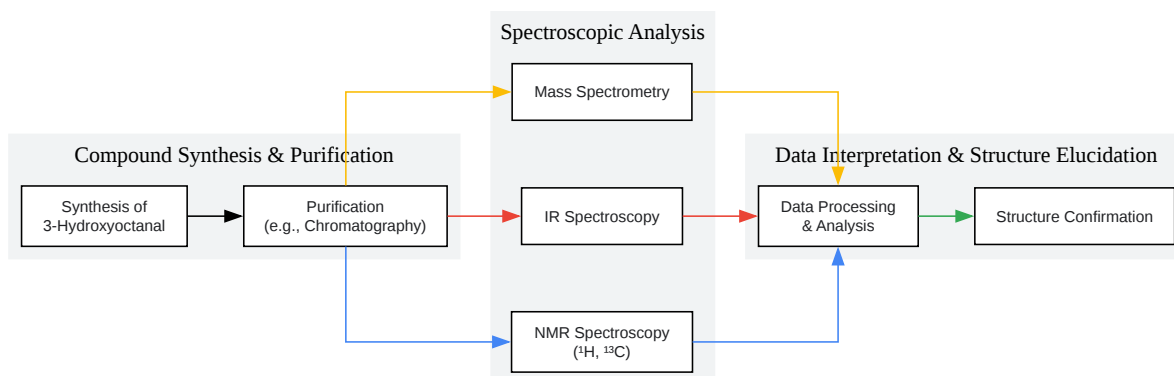 Spectroscopic Analysis
Mass Spectrometry
Compound Synthesis & Purification
Data Interpretation & Structure Elucidation
Synthesis of
3-Hydroxyoctanal
Purification
(e.g., Chromatography)
IR Spectroscopy
Data Processing
& Analysis
Structure Confirmation
NMR Spectroscopy
(¹H, ¹³C)